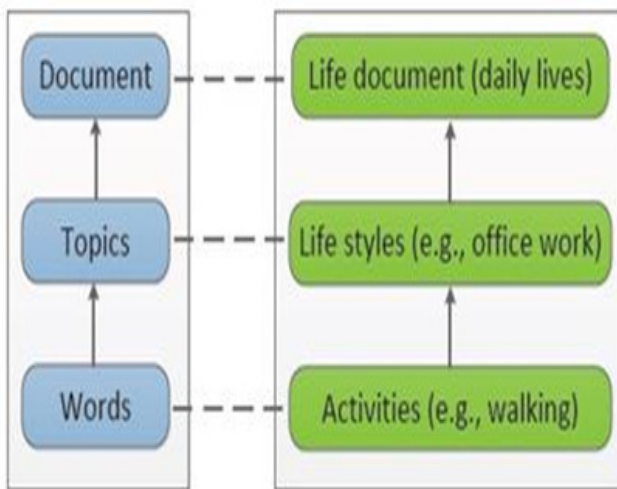 Document
Life document (daily lives)
Topics
Life styles (e.g., office work)
Words
Activities (e.g., walking)